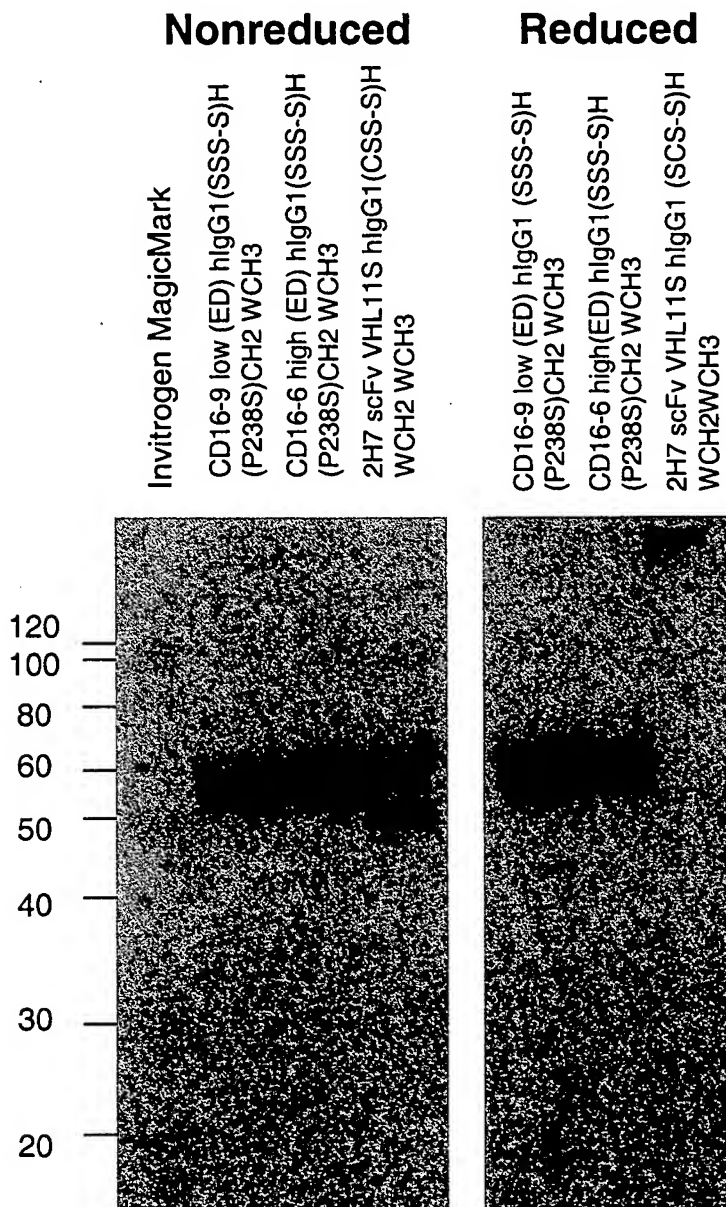 Nonreduced
Reduced
Invitrogen MagicMark
CD16-9 low (ED) hIgG1(SSS-S)H
(P238S)CH2 WCH3
CD16-6 high (ED) hIgG1(SSS-S)H
(P238S)CH2 WCH3
2H7 scFv VHL11S hIgG1(CSS-S)H
WCH2 WCH3
CD16-9 low (ED) hIgG1 (SSS-S)H
(P238S)CH2 WCH3
CD16-6 high(ED) hIgG1(SSS-S)H
(P238S)CH2 WCH3
2H7 scFv VHL11S hIgG1 (SCS-S)H
WCH2WCH3
120
100
80
60
50
40
30
20